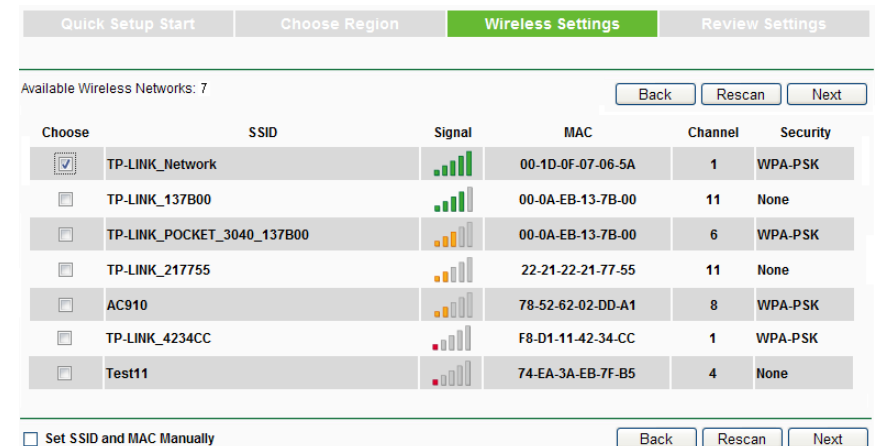 Quick Setup Start Choose Region Wireless Settings Review Settings
Available Wireless Networks: 7 Back Rescan Next
Choose SSID Signal MAC Channel Security
TP-LINK_Network 00-1D-0F-07-06-5A 1 WPA-PSK
TP-LINK_137B00 00-0A-EB-13-7B-00 11 None
TP-LINK_POCKET_3040_137B00 00-0A-EB-13-7B-00 6 WPA-PSK
TP-LINK_217755 22-21-22-21-77-55 11 None
AC910 78-52-62-02-DD-A1 8 WPA-PSK
TP-LINK_4234CC F8-D1-11-42-34-CC 1 WPA-PSK
Test11 74-EA-3A-EB-7F-B5 4 None
Set SSID and MAC Manually Back Rescan Next